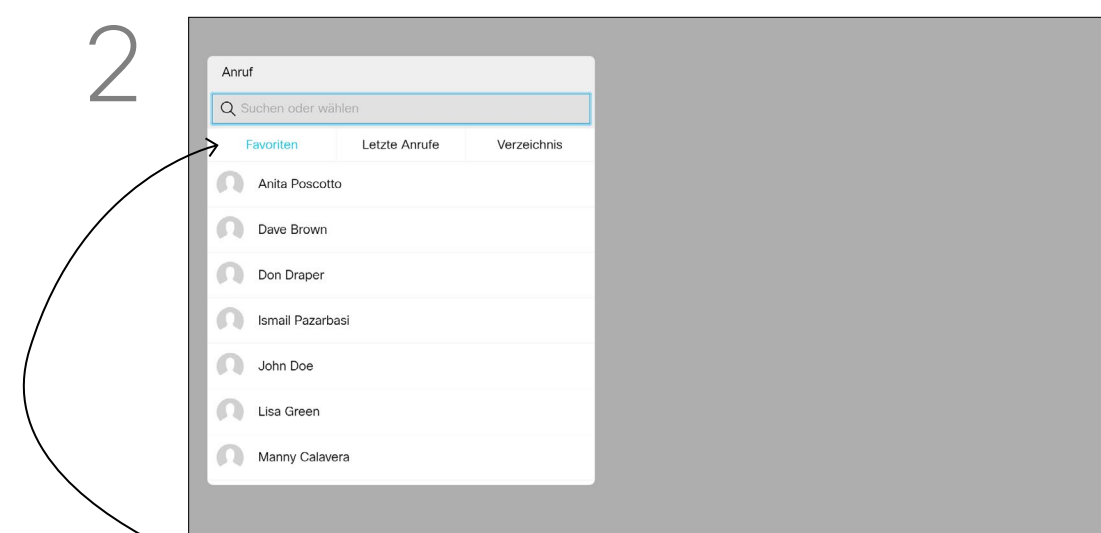 2
Anruf
Suchen oder wählen
Favoriten Letzte Anrufe Verzeichnis
Anita Poscotto
Dave Brown
Don Draper
Ismail Pazarbasi
John Doe
Lisa Green
Manny Calavera